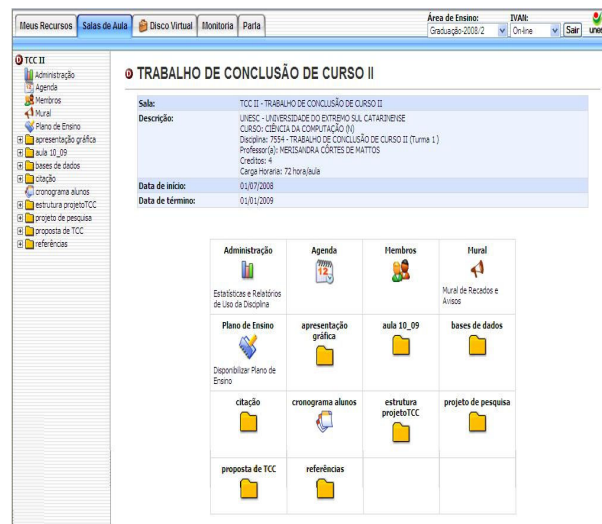 Meus Recursos Salas de Aula Disco Virtual Monitoria Parla
Área de Ensino: IVAN:
Graduação-2008/2 On-line Sair unes
TCC II
Administração
Agenda
Membros
Mural
Plano de Ensino
apresentação gráfica
aula 10_09
bases de dados
citação
cronograma alunos
estrutura projetoTCC
projeto de pesquisa
proposta de TCC
referências
TRABALHO DE CONCLUSÃO DE CURSO II
Sala: TCC II - TRABALHO DE CONCLUSÃO DE CURSO II
Descrição: UNESC - UNIVERSIDADE DO EXTREMO SUL CATARINENSE
CURSO: CIÊNCIA DA COMPUTAÇÃO (N)
Disciplina: 7554 - TRABALHO DE CONCLUSÃO DE CURSO II (Turma 1)
Professor(a): MERISANDRA CÔRTES DE MATTOS
Creditos: 4
Carga Horaria: 72 hora/aula
Data de início: 01/07/2008
Data de término: 01/01/2009
Administração Agenda Membros Mural
12
Estatísticas e Relatórios
de Uso da Disciplina
Mural de Recados e
Avisos
Plano de Ensino apresentação
gráfica
aula 10_09 bases de dados
Disponibilizar Plano de
Ensino
citação cronograma alunos estrutura
projetoTCC
projeto de pesquisa
proposta de TCC referências